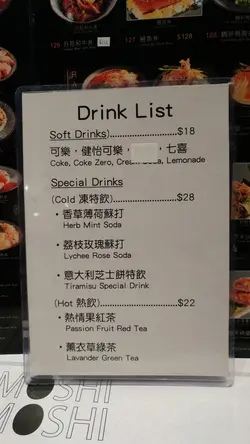 128
$128
Drink List
Soft Drinks)..................$18
可樂，健怡可樂， ，七喜
Coke, Coke Zero, Cream Soda, Lemonade
Special Drinks
(Cold 凍特飲)...................$28
・香草薄荷蘇打
Herb Mint Soda
・荔枝玫瑰蘇打
Lychee Rose Soda
・意大利芝士餅特飲
Tiramisu Special Drink
(Hot 熱飲)........................$22
・熱情果紅茶
Passion Fruit Red Tea
・薰衣草綠茶
Lavander Green Tea
MOSHI
MOSHI